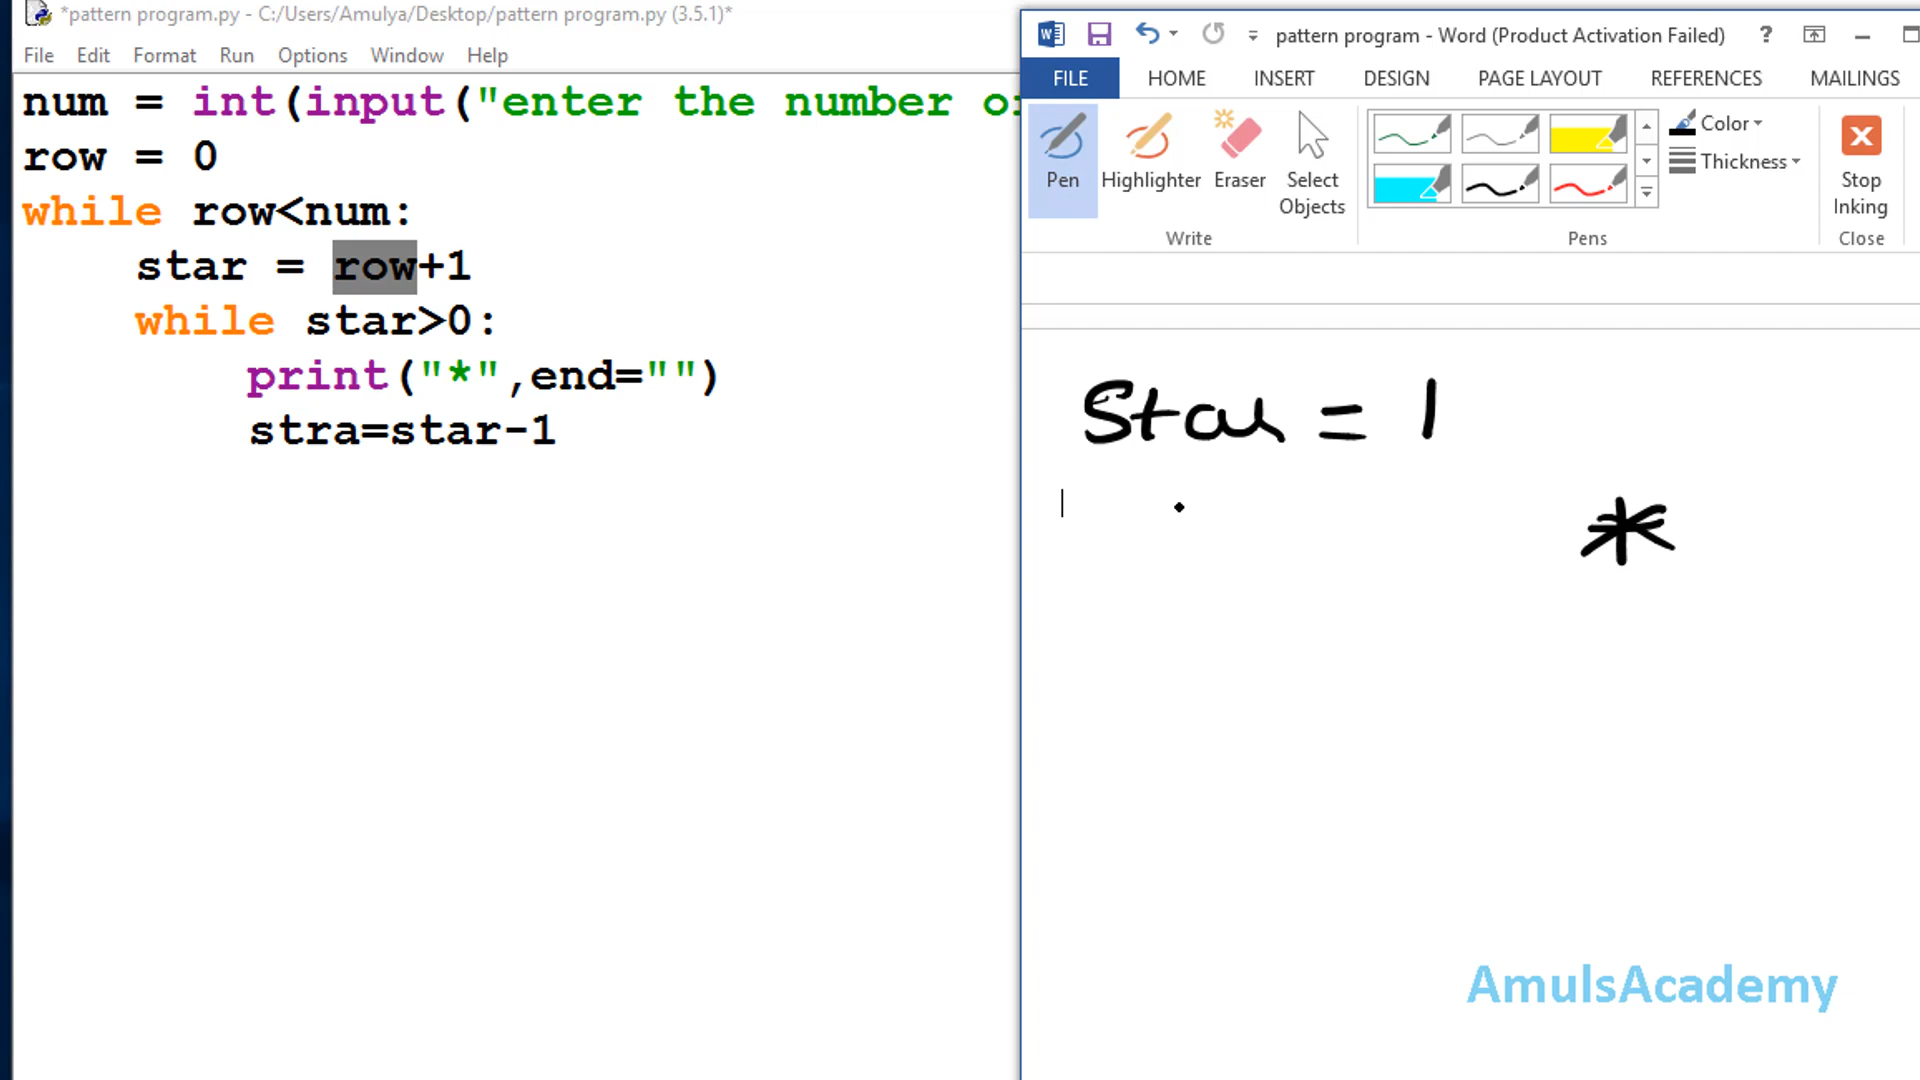 *pattern program.py - C:/Users/Amulya/Desktop/pattern program.py (3.5.1)*
File Edit Format Run Options Window Help
num = int(input("enter the number o
row = 0
while row<num:
star = row+1
while star>0:
print("*",end="")
stra=star-1
pattern program - Word (Product Activation Failed) ?
FILE HOME INSERT DESIGN PAGE LAYOUT REFERENCES MAILINGS
Pen Highlighter Eraser Select Objects
Write
Pens
Color
Thickness
Stop Inking
Close
Star = 1
*
AmulsAcademy